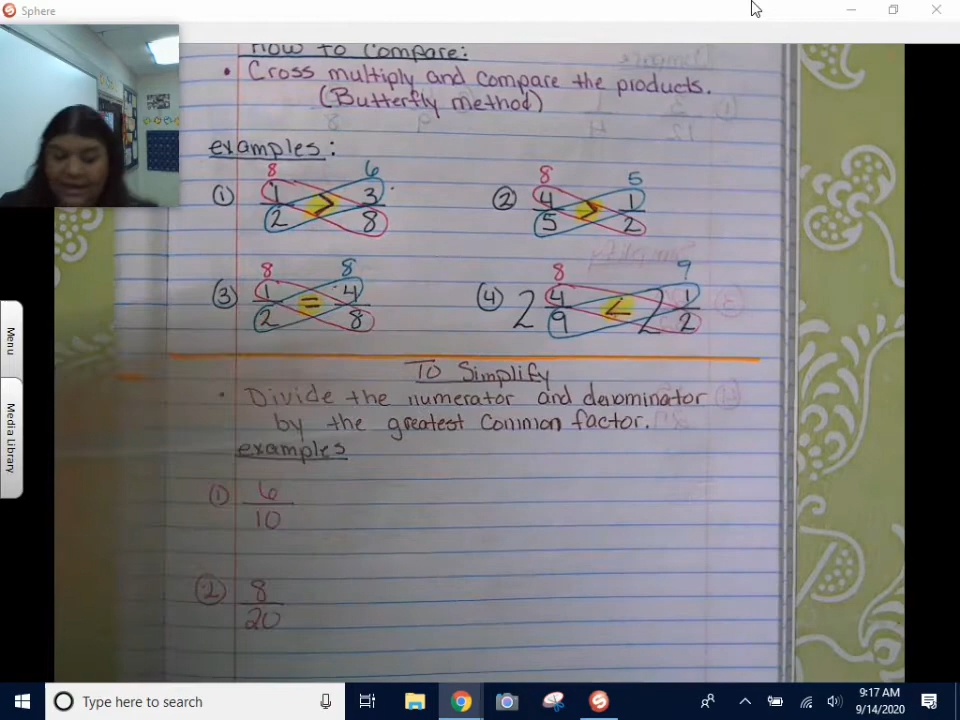 Sphere
How to Compare:
• Cross multiply and compare the products.
(Butterfly method)
examples:
8 6
① 1/2 > 3/8
8 5
② 4/5 > 1/2
8 8
③ 1/2 = 4/8
8 9
④ 2 4/9 < 2 1/2
To Simplify
• Divide the numerator and denominator
by the greatest common factor.
examples
① 6/10
② 8/20
Menu
Media Library
Type here to search
9:17 AM
9/14/2020